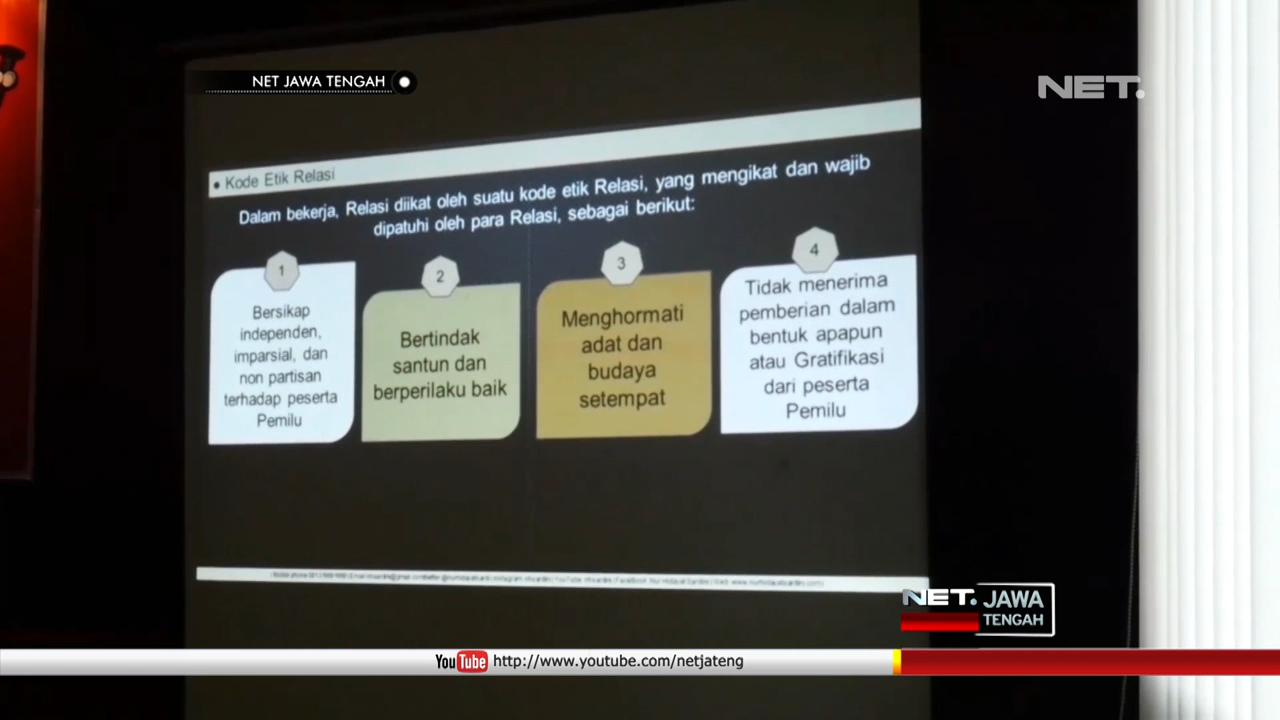 NET JAWA TENGAH
NET.
• Kode Etik Relasi
Dalam bekerja, Relasi diikat oleh suatu kode etik Relasi, yang mengikat dan wajib
dipatuhi oleh para Relasi, sebagai berikut:
1
Bersikap
independen,
imparsial, dan
non partisan
terhadap peserta
Pemilu
2
Bertindak
santun dan
berperilaku baik
3
Menghormati
adat dan
budaya
setempat
4
Tidak menerima
pemberian dalam
bentuk apapun
atau Gratifikasi
dari peserta
Pemilu
NET. JAWA
TENGAH
YouTube http://www.youtube.com/netjateng